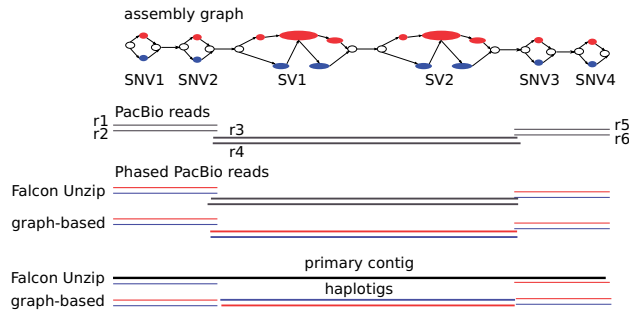 assembly graph
SNV1 SNV2 SV1 SV2 SNV3 SNV4
PacBio reads
r1 r5
r2 r3 r6
r4
Phased PacBio reads
Falcon Unzip
graph-based
primary contig
Falcon Unzip
haplotigs
graph-based